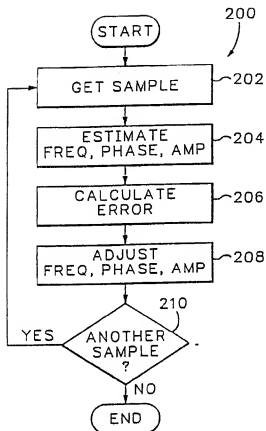 200
START
GET SAMPLE
202
ESTIMATE
FREQ, PHASE, AMP
204
CALCULATE
ERROR
206
ADJUST
FREQ, PHASE, AMP
208
210
YES
ANOTHER
SAMPLE
?
NO
END